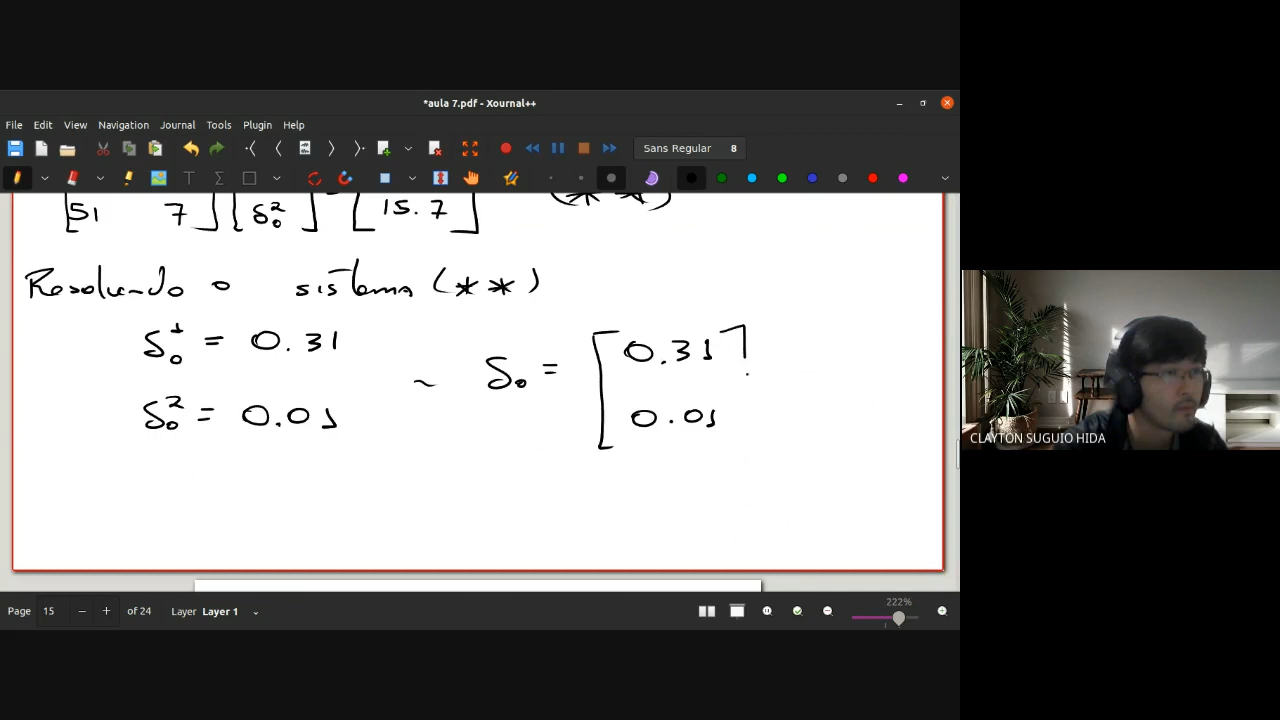 *aula 7.pdf - Xournal++
File Edit View Navigation Journal Tools Plugin Help
Sans Regular 8
[51 7] [δ₀²] = [15.7] (**)
Resolvendo o sistema (**)
δ₀¹ = 0.31
δ₀² = 0.01
~ δ₀ = [0.31
0.01]
CLAYTON SUGUIO HIDA
Page 15 of 24 Layer Layer 1 222%